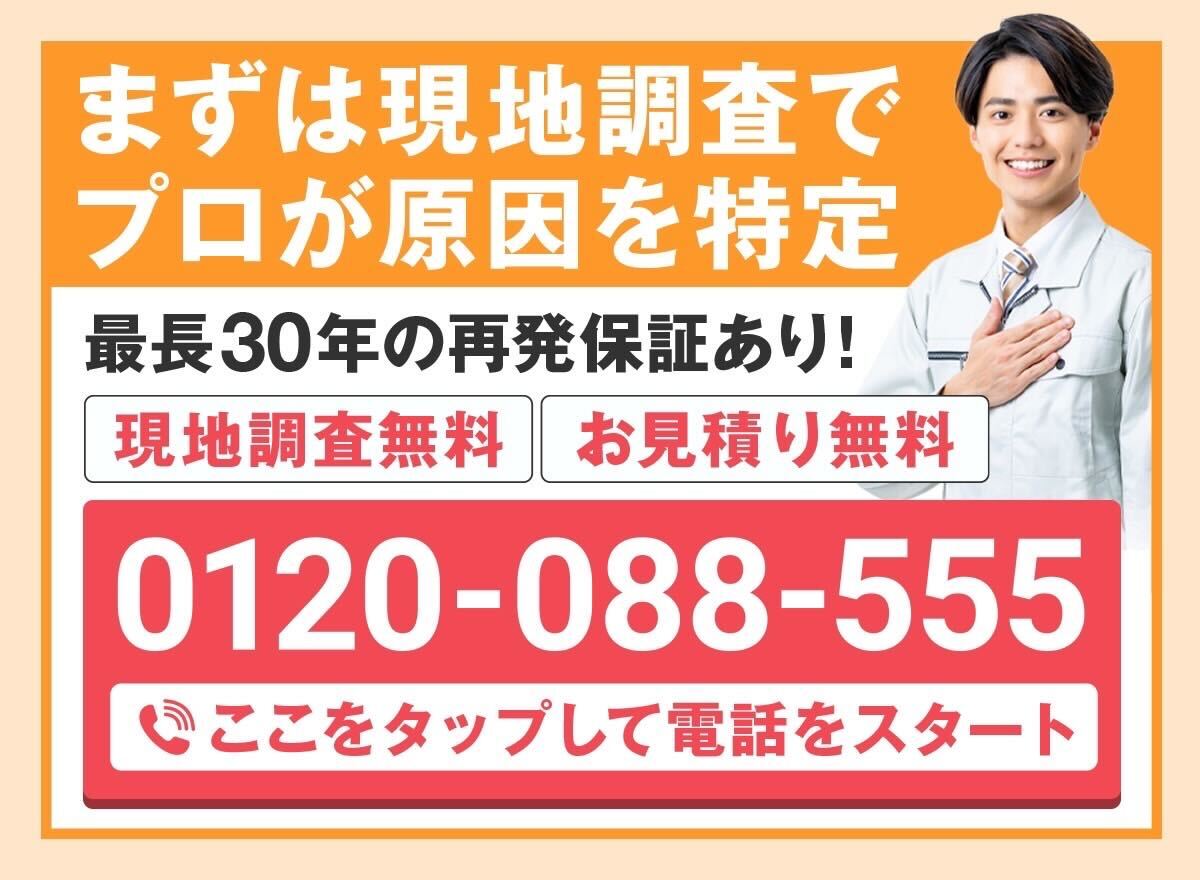 まずは現地調査で
プロが原因を特定
最長30年の再発保証あり!
現地調査無料
お見積り無料
0120-088-555
ここをタップして電話をスタート